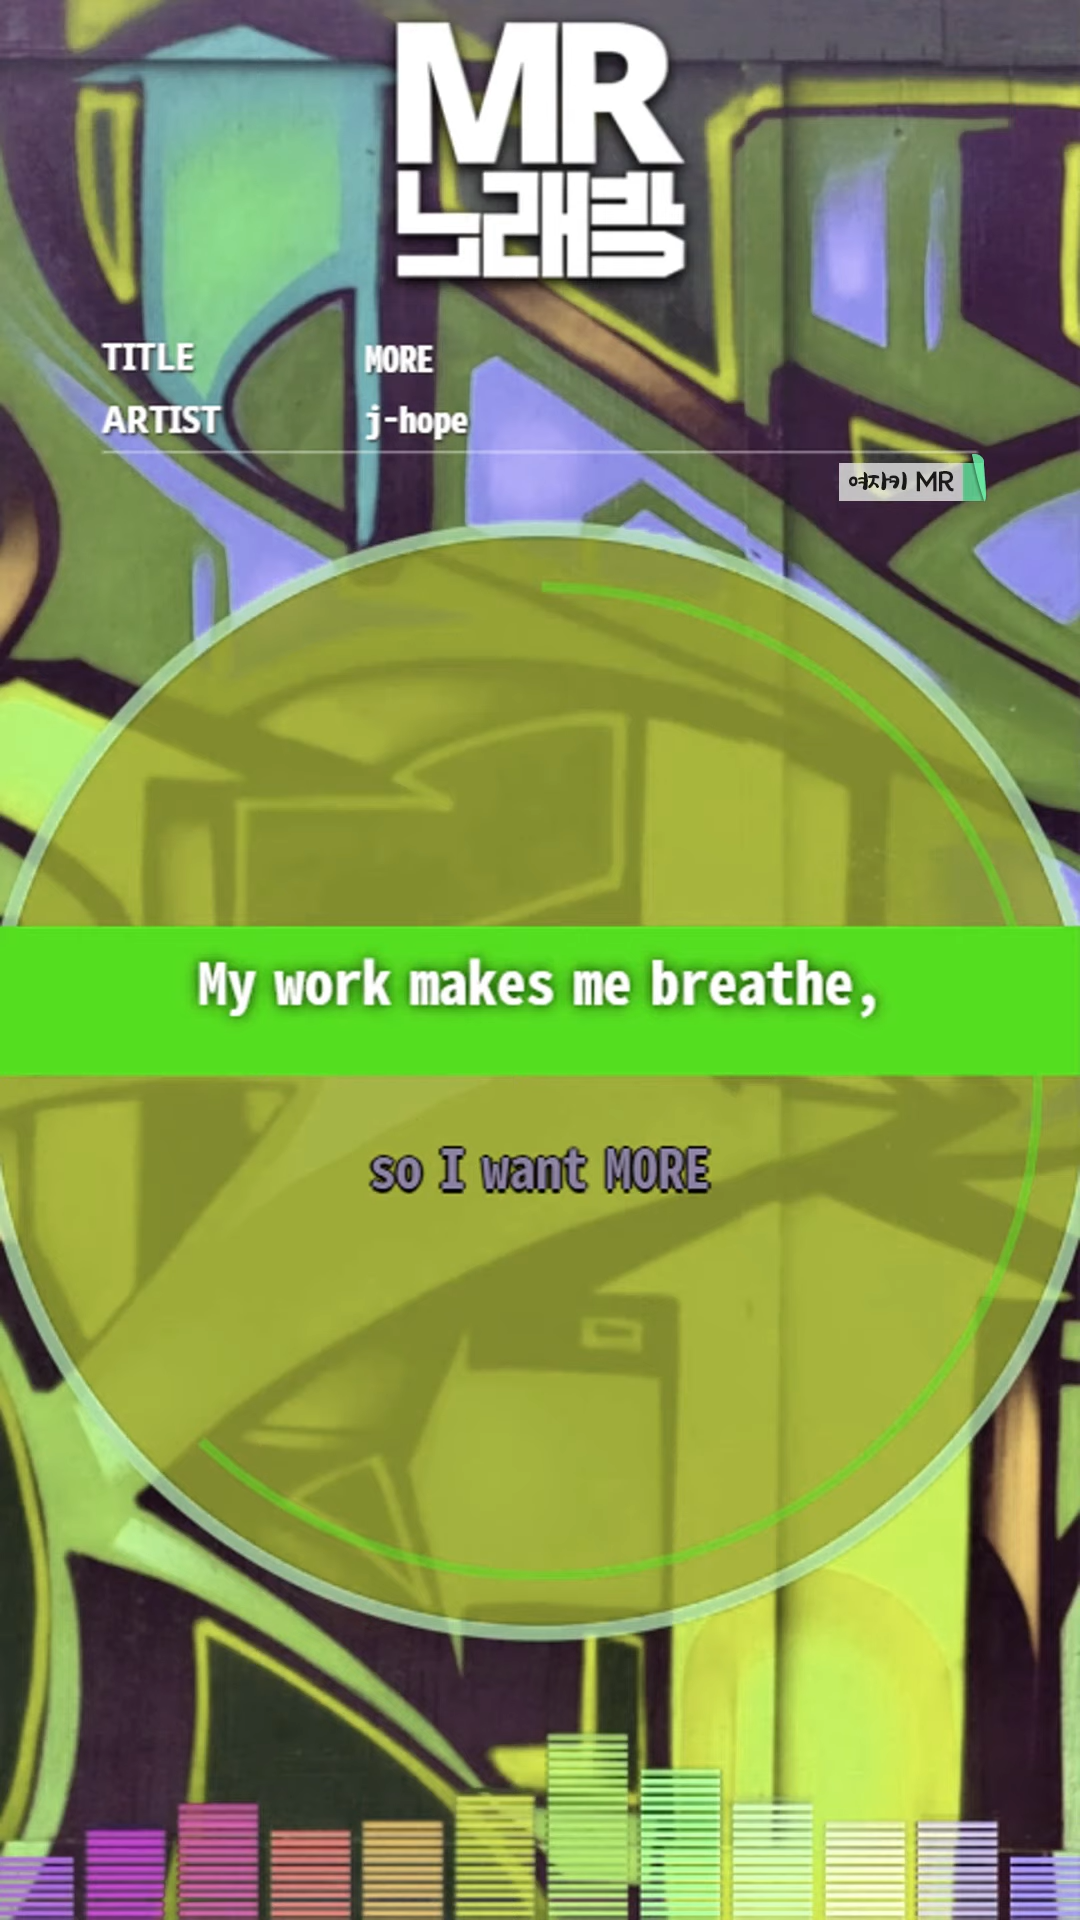 MR
노래방
TITLE MORE
ARTIST j-hope
여자키 MR
My work makes me breathe,
so I want MORE